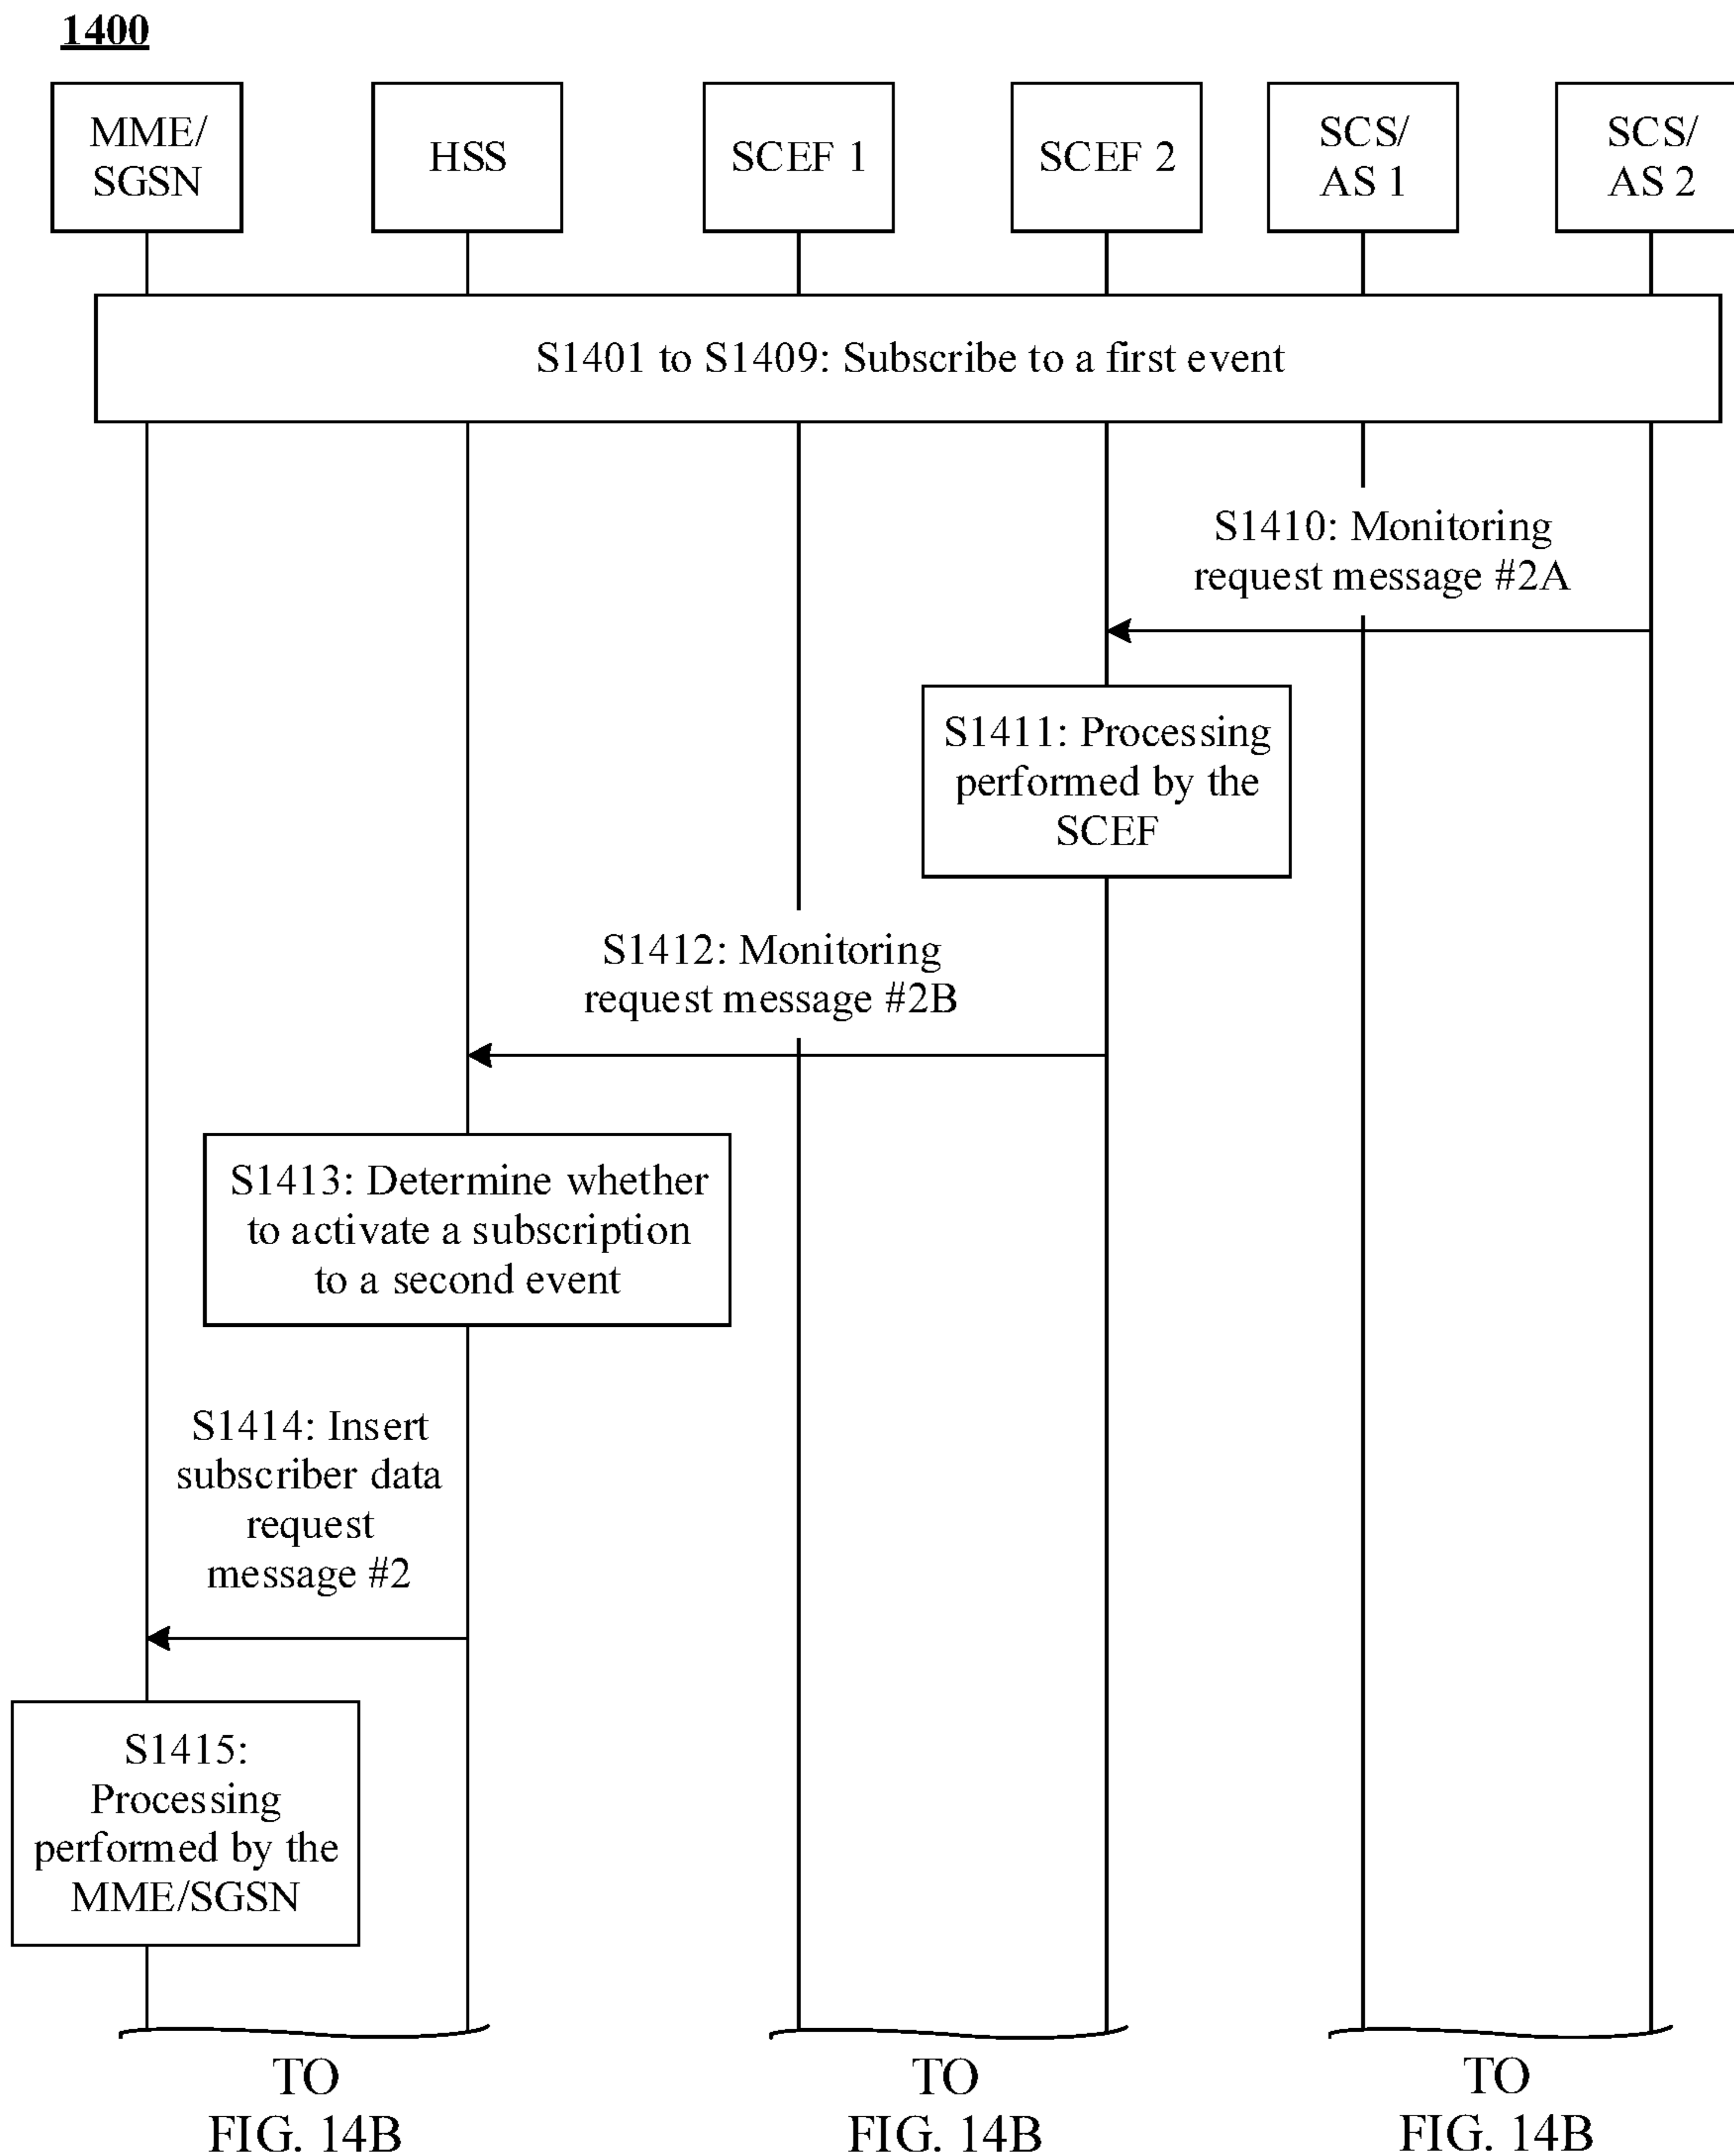 1400
MME/
SGSN
HSS
SCEF 1
SCEF 2
SCS/
AS 1
SCS/
AS 2
S1401 to S1409: Subscribe to a first event
S1410: Monitoring
request message #2A
S1411: Processing
performed by the
SCEF
S1412: Monitoring
request message #2B
S1413: Determine whether
to activate a subscription
to a second event
S1414: Insert
subscriber data
request
message #2
S1415:
Processing
performed by the
MME/SGSN
TO
FIG. 14B
TO
FIG. 14B
TO
FIG. 14B